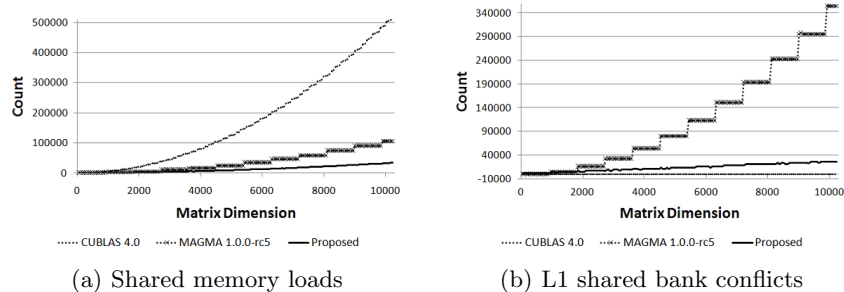 500000
400000
300000
200000
100000
0
Count
0 2000 4000 6000 8000 10000
Matrix Dimension
CUBLAS 4.0 MAGMA 1.0.0-rc5 Proposed
(a) Shared memory loads
340000
290000
240000
190000
140000
90000
40000
-10000
Count
0 2000 4000 6000 8000 10000
Matrix Dimension
CUBLAS 4.0 MAGMA 1.0.0-rc5 Proposed
(b) L1 shared bank conflicts